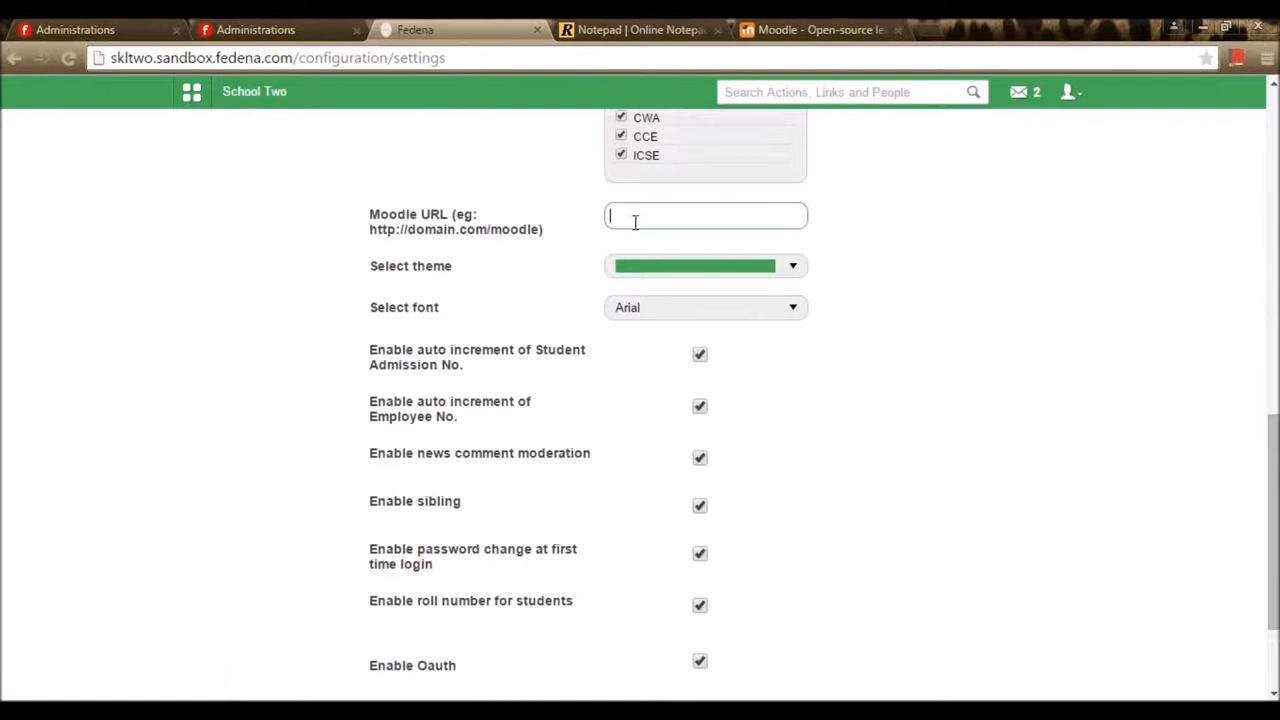 Administrations
Administrations
Fedena
Notepad | Online Notepa
Moodle - Open-source le
skltwo.sandbox.fedena.com/configuration/settings
School Two
Search Actions, Links and People
2
CWA
CCE
ICSE
Moodle URL (eg:
http://domain.com/moodle)
Select theme
Select font
Arial
Enable auto increment of Student
Admission No.
Enable auto increment of
Employee No.
Enable news comment moderation
Enable sibling
Enable password change at first
time login
Enable roll number for students
Enable Oauth